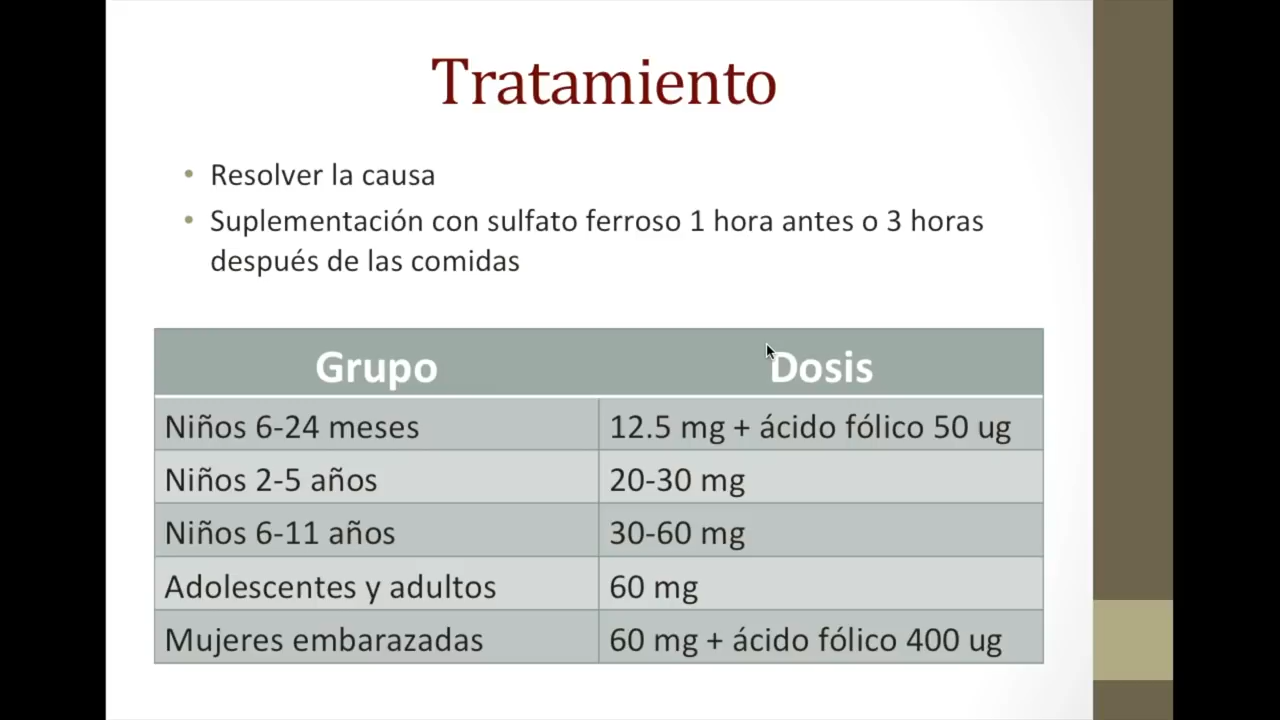 Tratamiento
• Resolver la causa
• Suplementación con sulfato ferroso 1 hora antes o 3 horas
después de las comidas
Grupo Dosis
Niños 6-24 meses 12.5 mg + ácido fólico 50 ug
Niños 2-5 años 20-30 mg
Niños 6-11 años 30-60 mg
Adolescentes y adultos 60 mg
Mujeres embarazadas 60 mg + ácido fólico 400 ug